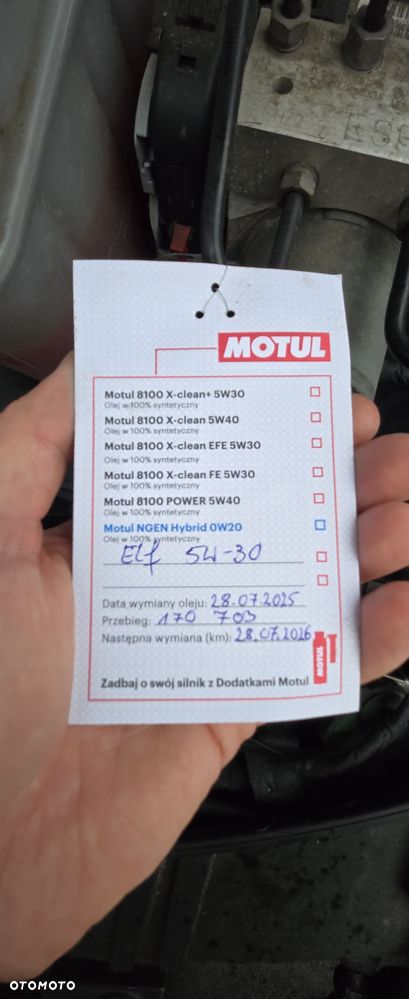 ESP
MOTUL
Motul 8100 X-clean+ 5W30
Olej w 100% syntetyczny
Motul 8100 X-clean 5W40
Olej w 100% syntetyczny
Motul 8100 X-clean EFE 5W30
Olej w 100% syntetyczny
Motul 8100 X-clean FE 5W30
Olej w 100% syntetyczny
Motul 8100 POWER 5W40
Olej w 100% syntetyczny
Motul NGEN Hybrid 0W20
Olej w 100% syntetyczny
Elf 5W-30
Data wymiany oleju: 28.07.2025
Przebieg: 170 703
Następna wymiana (km): 28.07.2026
MOTUL
Zadbaj o swój silnik z Dodatkami Motul
OTOMOTO